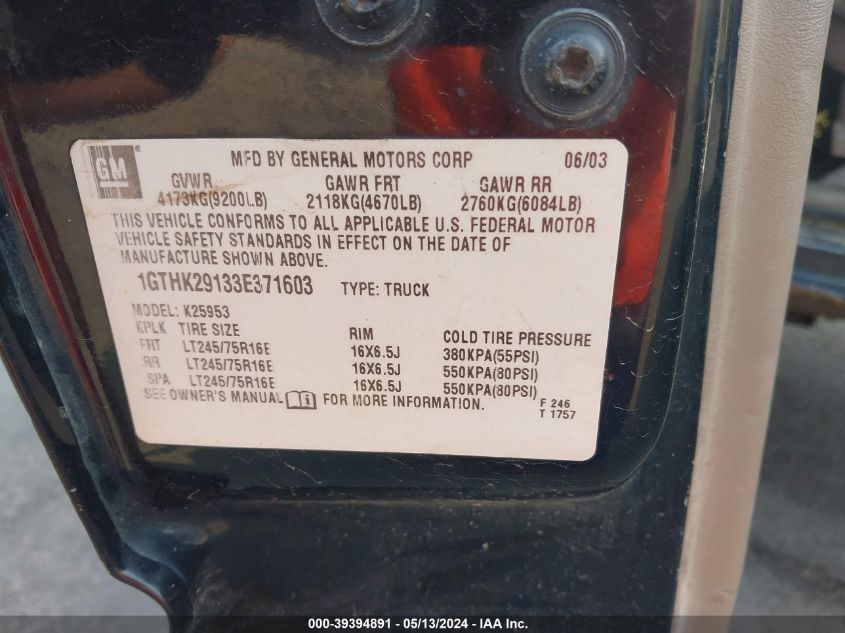 GM ®
MFD BY GENERAL MOTORS CORP 06/03
GVWR GAWR FRT GAWR RR
4173KG(9200LB) 2118KG(4670LB) 2760KG(6084LB)
THIS VEHICLE CONFORMS TO ALL APPLICABLE U.S. FEDERAL MOTOR
VEHICLE SAFETY STANDARDS IN EFFECT ON THE DATE OF
MANUFACTURE SHOWN ABOVE.
1GTHK29133E371603 TYPE: TRUCK
MODEL: K25953
KPLK TIRE SIZE RIM COLD TIRE PRESSURE
FRT LT245/75R16E 16X6.5J 380KPA(55PSI)
RR LT245/75R16E 16X6.5J 550KPA(80PSI)
SPA LT245/75R16E 16X6.5J 550KPA(80PSI)
SEE OWNER'S MANUAL FOR MORE INFORMATION.
F 246
T 1757
000-39394891 - 05/13/2024 - IAA Inc.